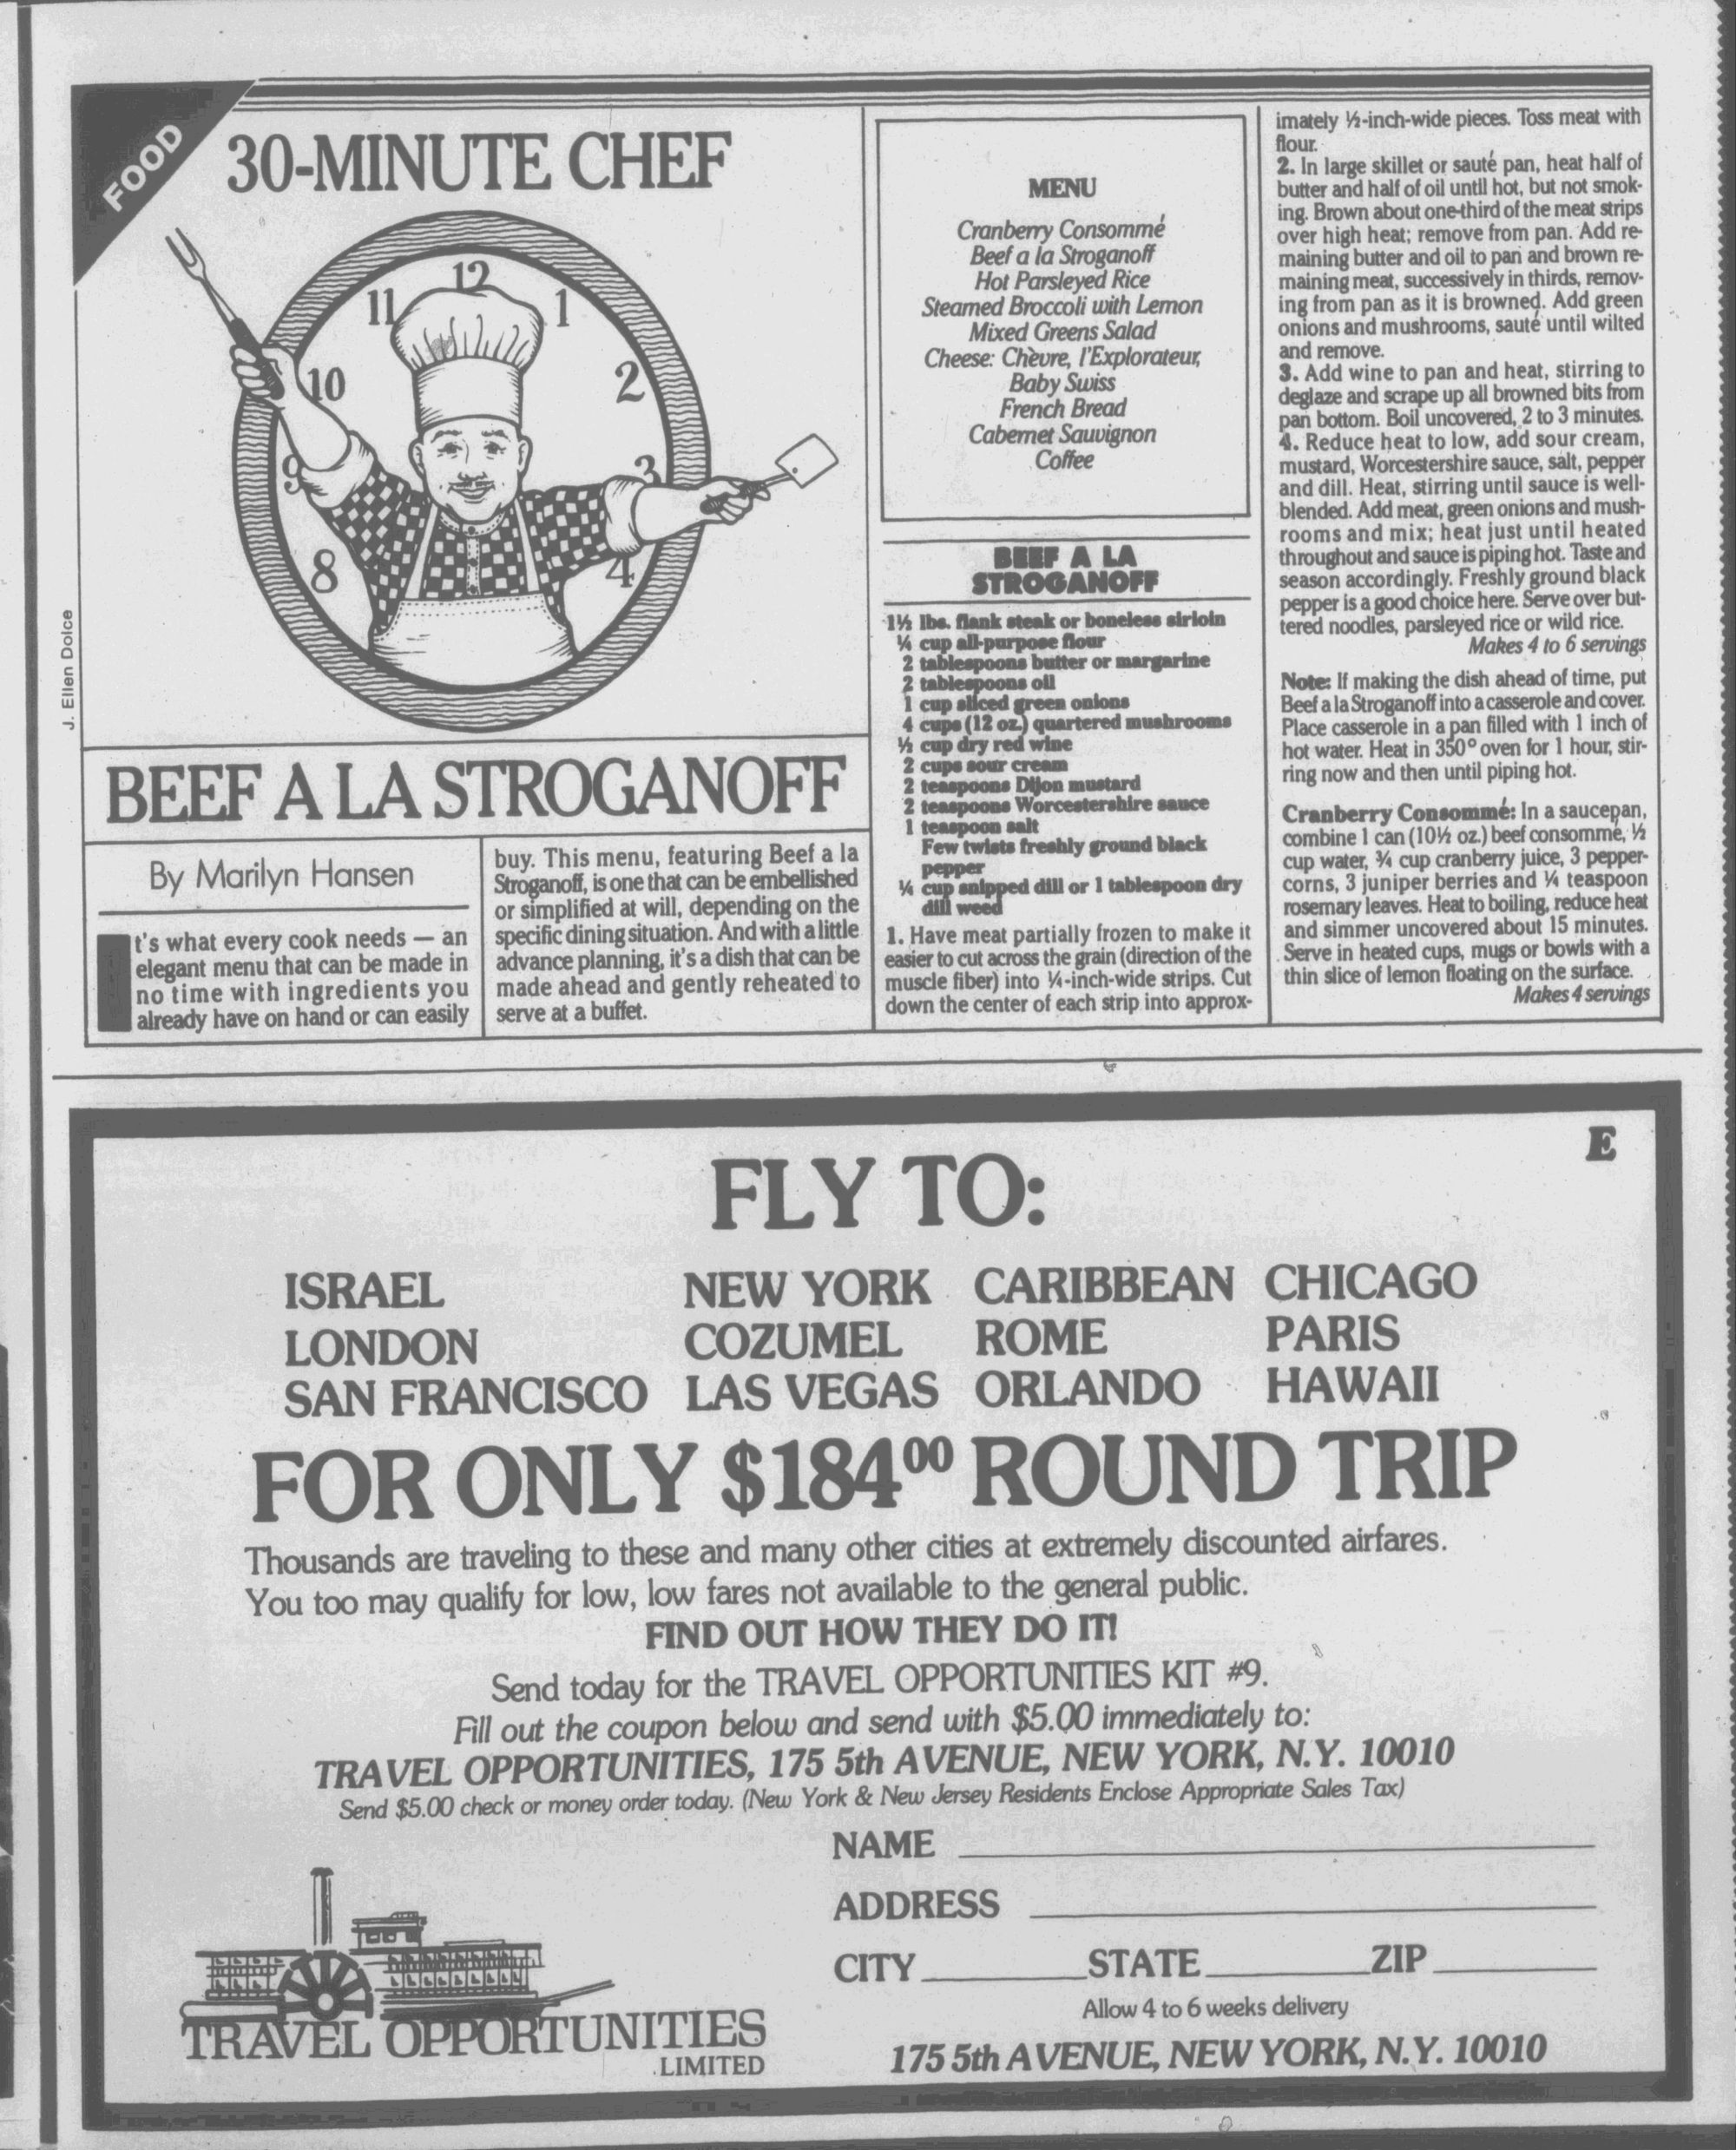 FOOD
30-MINUTE CHEF
12
11
1
10
2
9
3
8
4
J. Ellen Dolce
BEEF A LA STROGANOFF
By Marilyn Hansen
It's what every cook needs — an
elegant menu that can be made in
no time with ingredients you
already have on hand or can easily
buy. This menu, featuring Beef a la
Stroganoff, is one that can be embellished
or simplified at will, depending on the
specific dining situation. And with a little
advance planning, it's a dish that can be
made ahead and gently reheated to
serve at a buffet.
MENU
Cranberry Consommé
Beef a la Stroganoff
Hot Parsleyed Rice
Steamed Broccoli with Lemon
Mixed Greens Salad
Cheese: Chèvre, l'Explorateur,
Baby Swiss
French Bread
Cabernet Sauvignon
Coffee
BEEF A LA
STROGANOFF
1½ lbs. flank steak or boneless sirloin
¼ cup all-purpose flour
2 tablespoons butter or margarine
2 tablespoons oil
1 cup sliced green onions
4 cups (12 oz.) quartered mushrooms
½ cup dry red wine
2 cups sour cream
2 teaspoons Dijon mustard
2 teaspoons Worcestershire sauce
1 teaspoon salt
Few twists freshly ground black
pepper
¼ cup snipped dill or 1 tablespoon dry
dill weed
1. Have meat partially frozen to make it
easier to cut across the grain (direction of the
muscle fiber) into ¼-inch-wide strips. Cut
down the center of each strip into approx-
imately ½-inch-wide pieces. Toss meat with
flour.
2. In large skillet or sauté pan, heat half of
butter and half of oil until hot, but not smok-
ing. Brown about one-third of the meat strips
over high heat; remove from pan. Add re-
maining butter and oil to pan and brown re-
maining meat, successively in thirds, remov-
ing from pan as it is browned. Add green
onions and mushrooms, sauté until wilted
and remove.
3. Add wine to pan and heat, stirring to
deglaze and scrape up all browned bits from
pan bottom. Boil uncovered, 2 to 3 minutes.
4. Reduce heat to low, add sour cream,
mustard, Worcestershire sauce, salt, pepper
and dill. Heat, stirring until sauce is well-
blended. Add meat, green onions and mush-
rooms and mix; heat just until heated
throughout and sauce is piping hot. Taste and
season accordingly. Freshly ground black
pepper is a good choice here. Serve over but-
tered noodles, parsleyed rice or wild rice.
Makes 4 to 6 servings
Note: If making the dish ahead of time, put
Beef a la Stroganoff into a casserole and cover.
Place casserole in a pan filled with 1 inch of
hot water. Heat in 350° oven for 1 hour, stir-
ring now and then until piping hot.
Cranberry Consommé: In a saucepan,
combine 1 can (10½ oz.) beef consommé, ½
cup water, ¾ cup cranberry juice, 3 pepper-
corns, 3 juniper berries and ¼ teaspoon
rosemary leaves. Heat to boiling, reduce heat
and simmer uncovered about 15 minutes.
Serve in heated cups, mugs or bowls with a
thin slice of lemon floating on the surface.
Makes 4 servings
E
FLY TO:
ISRAEL NEW YORK CARIBBEAN CHICAGO
LONDON COZUMEL ROME PARIS
SAN FRANCISCO LAS VEGAS ORLANDO HAWAII
FOR ONLY $184⁰⁰ ROUND TRIP
Thousands are traveling to these and many other cities at extremely discounted airfares.
You too may qualify for low, low fares not available to the general public.
FIND OUT HOW THEY DO IT!
Send today for the TRAVEL OPPORTUNITIES KIT #9.
Fill out the coupon below and send with $5.00 immediately to:
TRAVEL OPPORTUNITIES, 175 5th AVENUE, NEW YORK, N.Y. 10010
Send $5.00 check or money order today. (New York & New Jersey Residents Enclose Appropriate Sales Tax)
NAME
ADDRESS
CITY STATE ZIP
Allow 4 to 6 weeks delivery
175 5th AVENUE, NEW YORK, N.Y. 10010
TRAVEL OPPORTUNITIES
LIMITED